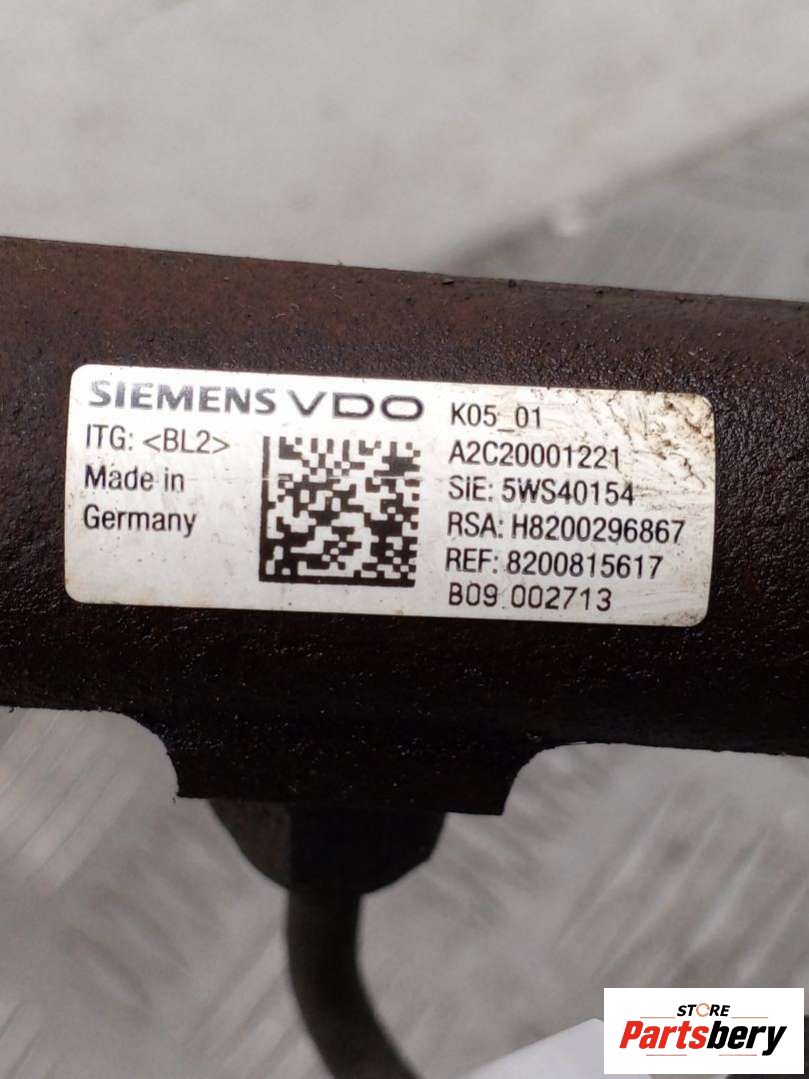 SIEMENS VDO
ITG: <BL2>
Made in
Germany
K05_01
A2C20001221
SIE: 5WS40154
RSA: H8200296867
REF: 8200815617
B09 002713
STORE
Partsbery